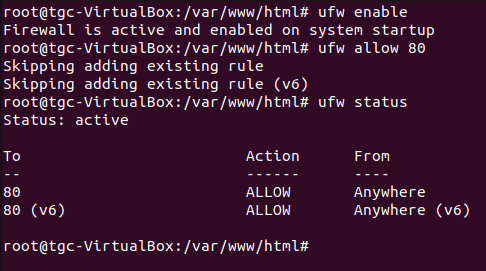 root@tgc-VirtualBox:/var/www/html# ufw enable
Firewall is active and enabled on system startup
root@tgc-VirtualBox:/var/www/html# ufw allow 80
Skipping adding existing rule
Skipping adding existing rule (v6)
root@tgc-VirtualBox:/var/www/html# ufw status
Status: active
To                         Action      From
--                         ------      ----
80                         ALLOW       Anywhere
80 (v6)                    ALLOW       Anywhere (v6)
root@tgc-VirtualBox:/var/www/html#